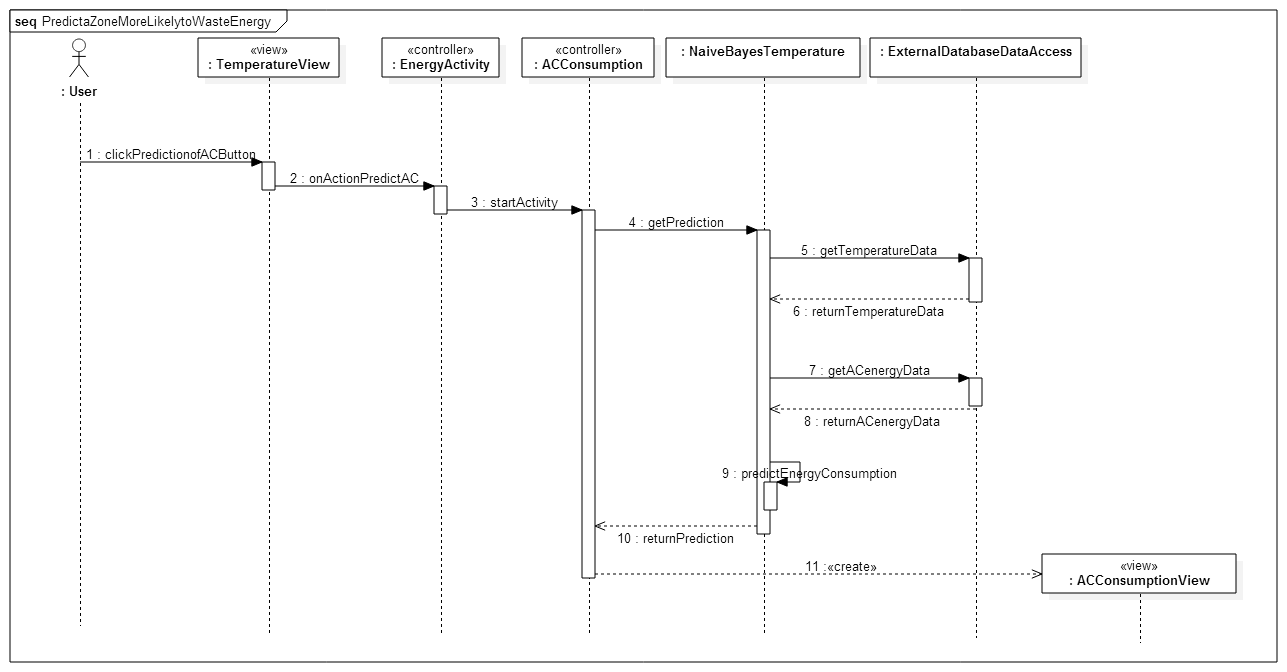 seq PredictaZoneMoreLikelytoWasteEnergy
: User
«view»
: TemperatureView
«controller»
: EnergyActivity
«controller»
: ACConsumption
: NaiveBayesTemperature
: ExternalDatabaseDataAccess
1 : clickPredictionofACButton
2 : onActionPredictAC
3 : startActivity
4 : getPrediction
5 : getTemperatureData
6 : returnTemperatureData
7 : getACenergyData
8 : returnACenergyData
9 : predictEnergyConsumption
10 : returnPrediction
11 :«create»
«view»
: ACConsumptionView